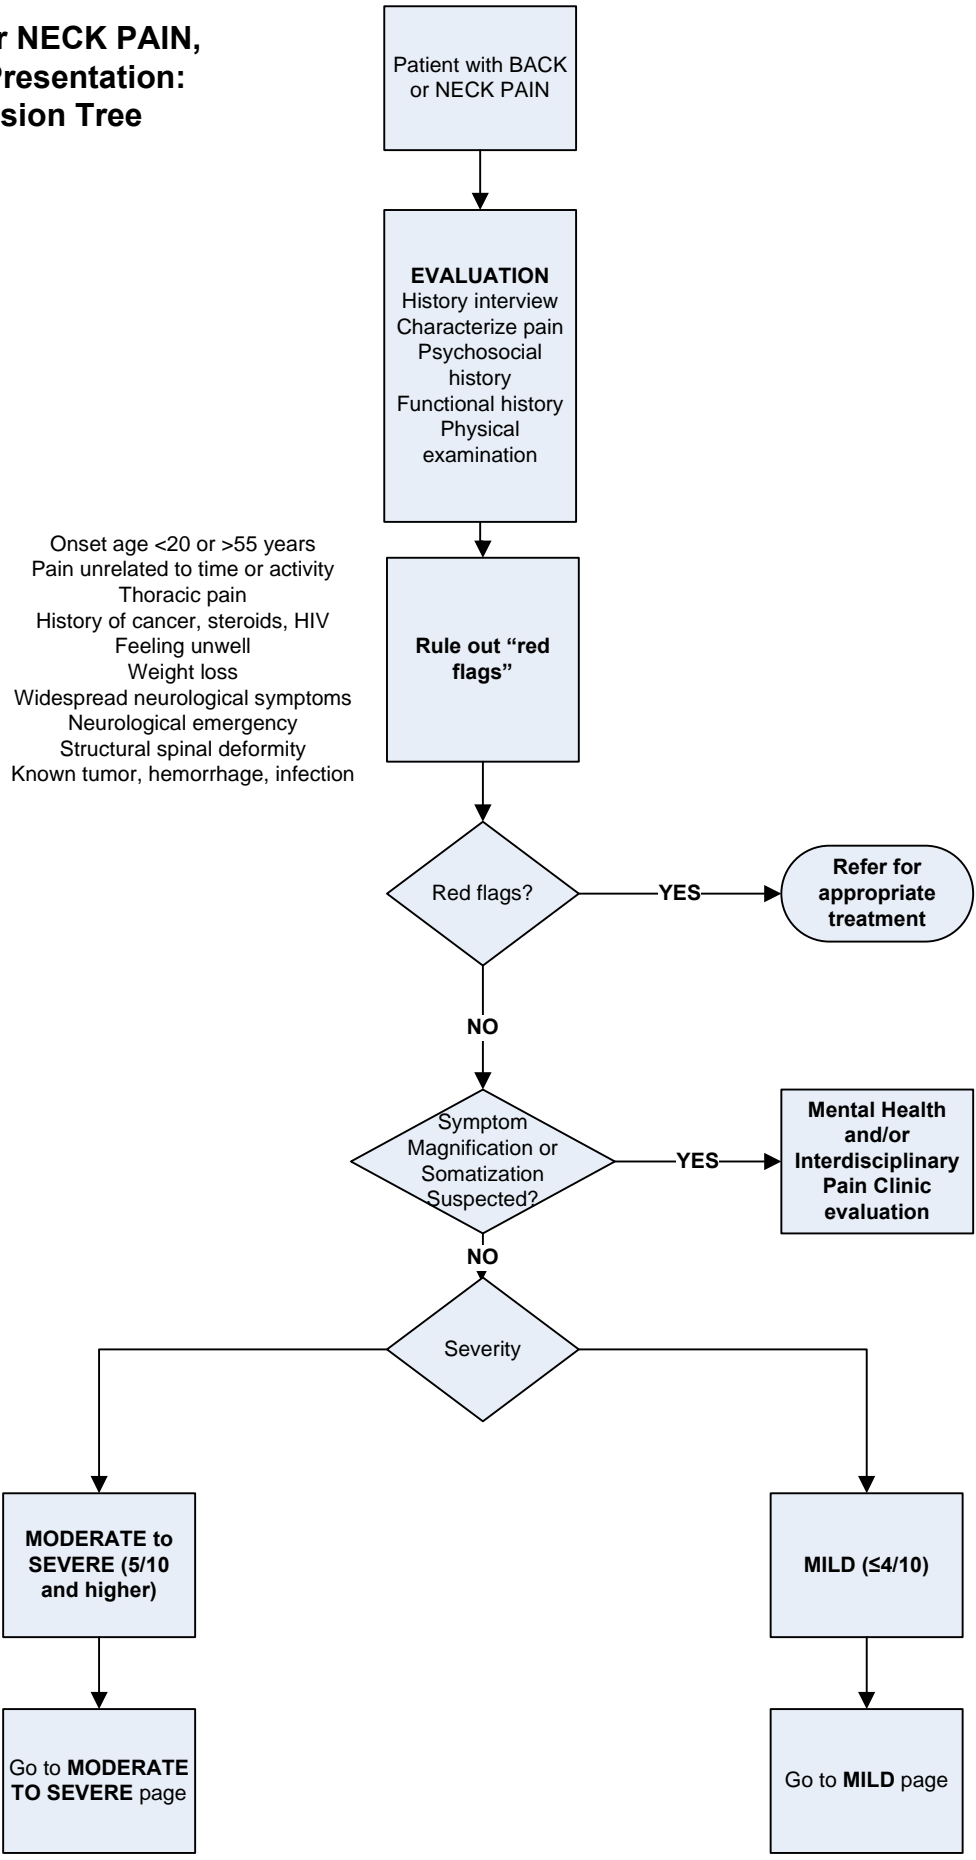 r NECK PAIN,
Presentation:
sion Tree
Patient with BACK
or NECK PAIN
EVALUATION
History interview
Characterize pain
Psychosocial
history
Functional history
Physical
examination
Onset age <20 or >55 years
Pain unrelated to time or activity
Thoracic pain
History of cancer, steroids, HIV
Feeling unwell
Weight loss
Widespread neurological symptoms
Neurological emergency
Structural spinal deformity
Known tumor, hemorrhage, infection
Rule out “red
flags”
Red flags?
YES
Refer for
appropriate
treatment
NO
Symptom
Magnification or
Somatization
Suspected?
YES
Mental Health
and/or
Interdisciplinary
Pain Clinic
evaluation
NO
Severity
MODERATE to
SEVERE (5/10
and higher)
MILD (≤4/10)
Go to MODERATE
TO SEVERE page
Go to MILD page